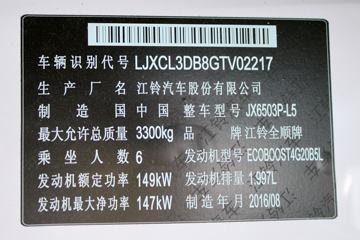 车辆识别代号 LJXCL3DB8GTV02217
生产厂名 江铃汽车股份有限公司
制造国 中国 整车型号 JX6503P-L5
最大允许总质量 3300kg 品牌 江铃全顺牌
乘坐人数 6 发动机型号 ECOBOOST4G20B5L
发动机额定功率 149kW 发动机排量 1.997L
发动机最大净功率 147kW 制造年月 2016/08